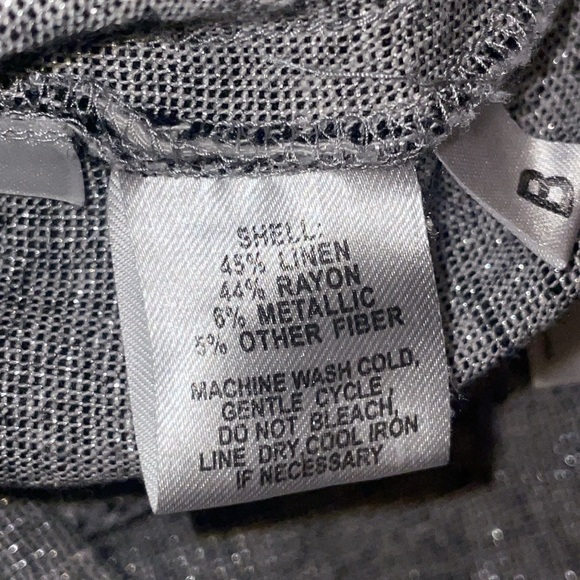 SHELL:
45% LINEN
44% RAYON
6% METALLIC
5% OTHER FIBER
MACHINE WASH COLD,
GENTLE CYCLE,
DO NOT BLEACH,
LINE DRY COOL IRON
IF NECESSARY
B